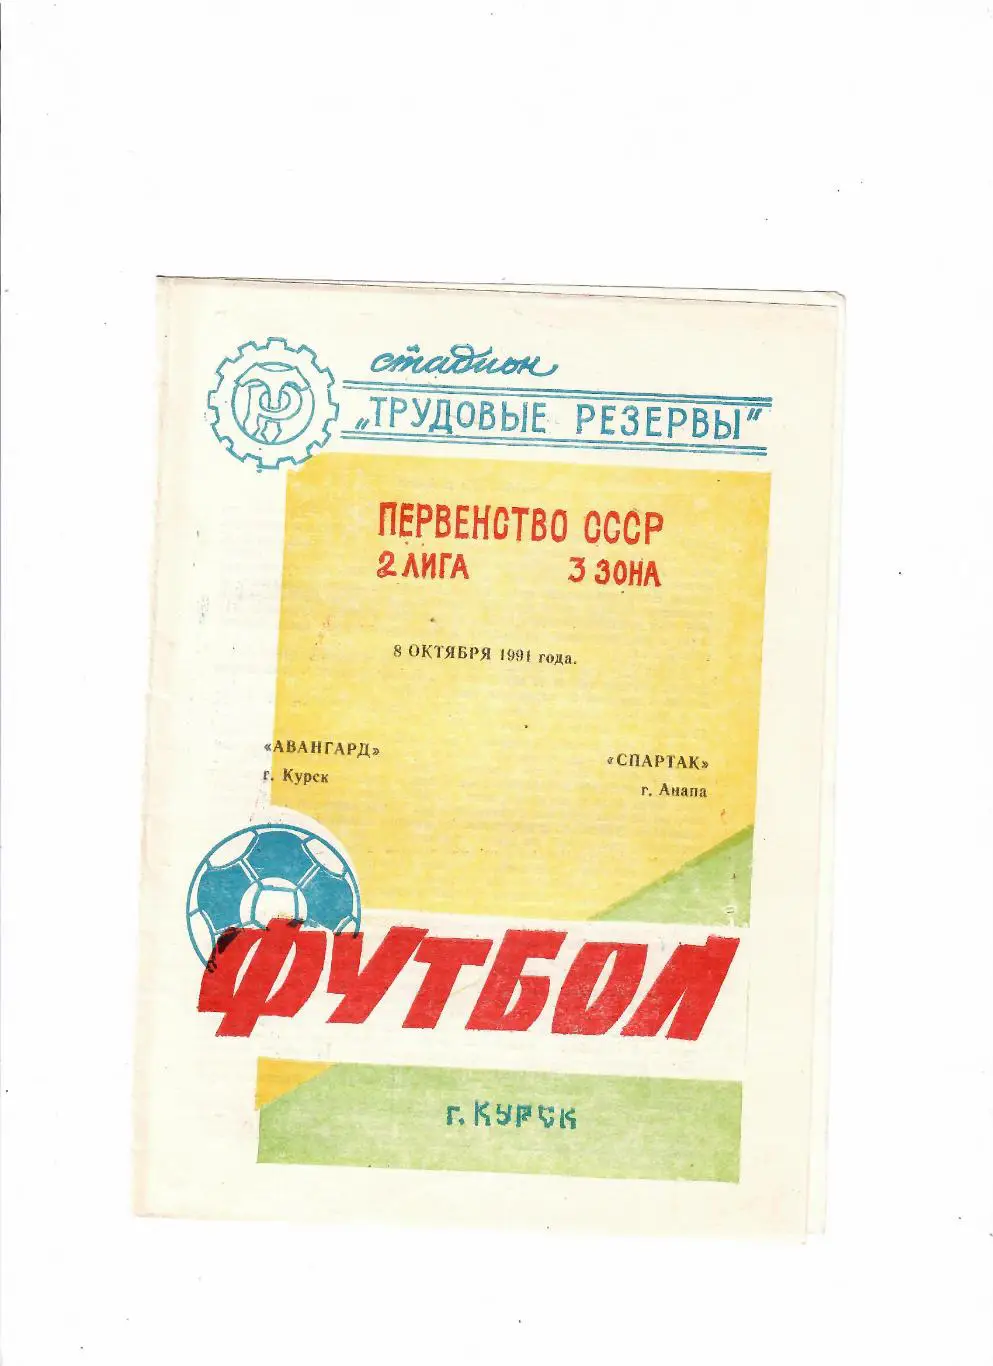 стадион
„ТРУДОВЫЕ РЕЗЕРВЫ"
ПЕРВЕНСТВО СССР
2 ЛИГА 3 ЗОНА
8 ОКТЯБРЯ 1991 года.
«АВАНГАРД»
г. Курск
«СПАРТАК»
г. Анапа
ФУТБОЛ
г. КУРСК